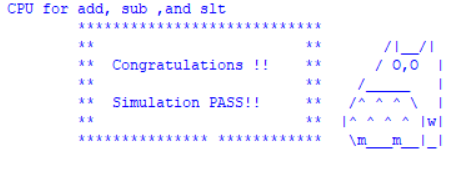 CPU for add, sub ,and slt
****************************
** **       /|__/|
** Congratulations !! **      / O,O  |
** **    /_____   |
** Simulation PASS!! **   /^ ^ ^ \  |
** **  |^ ^ ^ ^ |w|
*************** ************   \m___m__|_|